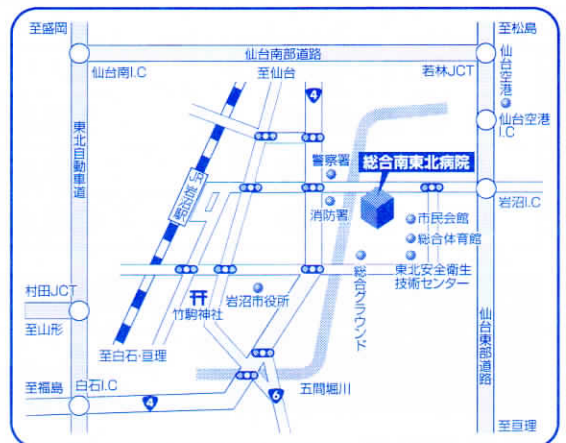 至盛岡
至松島
仙台南部道路
仙台南I.C
至仙台
若林JCT
仙台空港
4
仙台空港I.C
東北自動車道
警察署
総合南東北病院
JR 岩沼駅
消防署
市民会館
岩沼I.C
総合体育館
東北安全衛生
技術センター
総合グラウンド
村田JCT
竹駒神社
岩沼市役所
至山形
仙台東部道路
至白石・亘理
至福島
白石I.C
4
6
五間堀川
至亘理